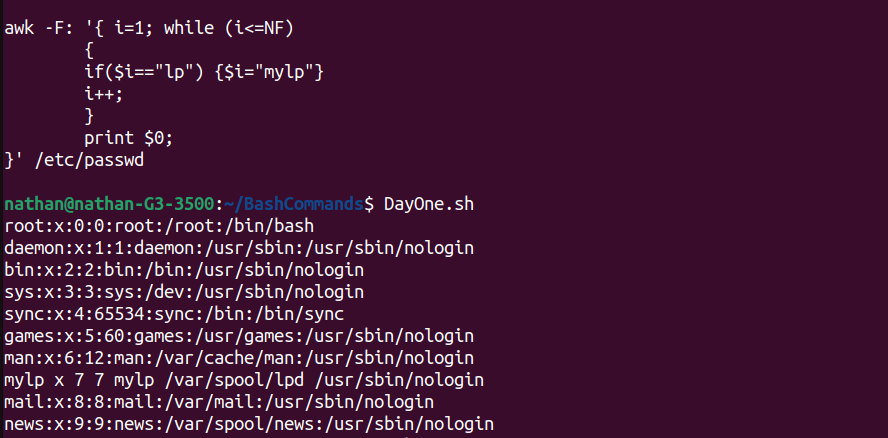 awk -F: '{ i=1; while (i<=NF)
        {
        if($i=="lp") {$i="mylp"}
        i++;
        }
        print $0;
}' /etc/passwd
nathan@nathan-G3-3500:~/BashCommands$ DayOne.sh
root:x:0:0:root:/root:/bin/bash
daemon:x:1:1:daemon:/usr/sbin:/usr/sbin/nologin
bin:x:2:2:bin:/bin:/usr/sbin/nologin
sys:x:3:3:sys:/dev:/usr/sbin/nologin
sync:x:4:65534:sync:/bin:/bin/sync
games:x:5:60:games:/usr/games:/usr/sbin/nologin
man:x:6:12:man:/var/cache/man:/usr/sbin/nologin
mylp x 7 7 mylp /var/spool/lpd /usr/sbin/nologin
mail:x:8:8:mail:/var/mail:/usr/sbin/nologin
news:x:9:9:news:/var/spool/news:/usr/sbin/nologin